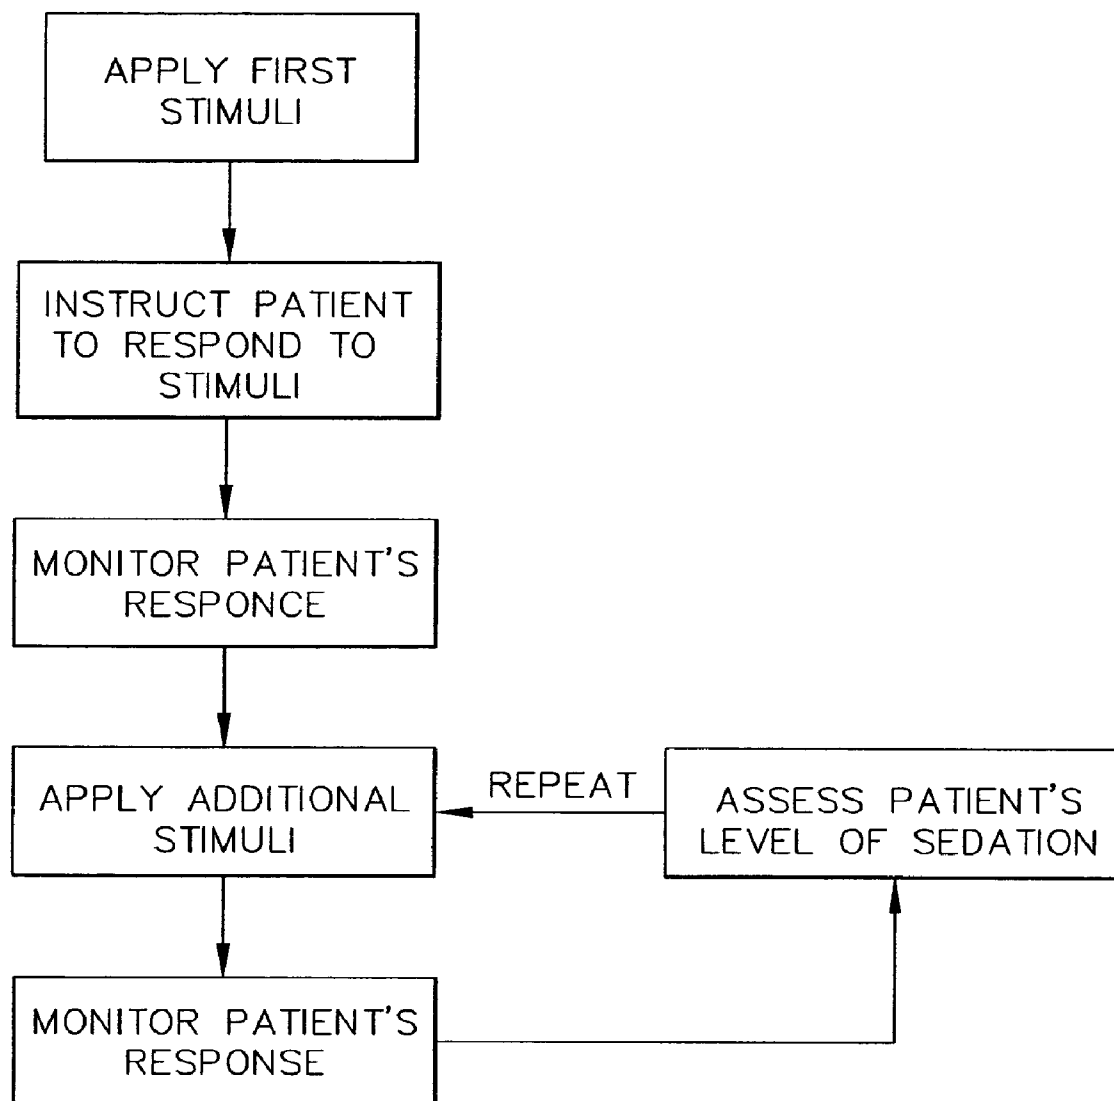 APPLY FIRST
STIMULI
INSTRUCT PATIENT
TO RESPOND TO
STIMULI
MONITOR PATIENT'S
RESPONCE
APPLY ADDITIONAL
STIMULI
REPEAT
ASSESS PATIENT'S
LEVEL OF SEDATION
MONITOR PATIENT'S
RESPONSE